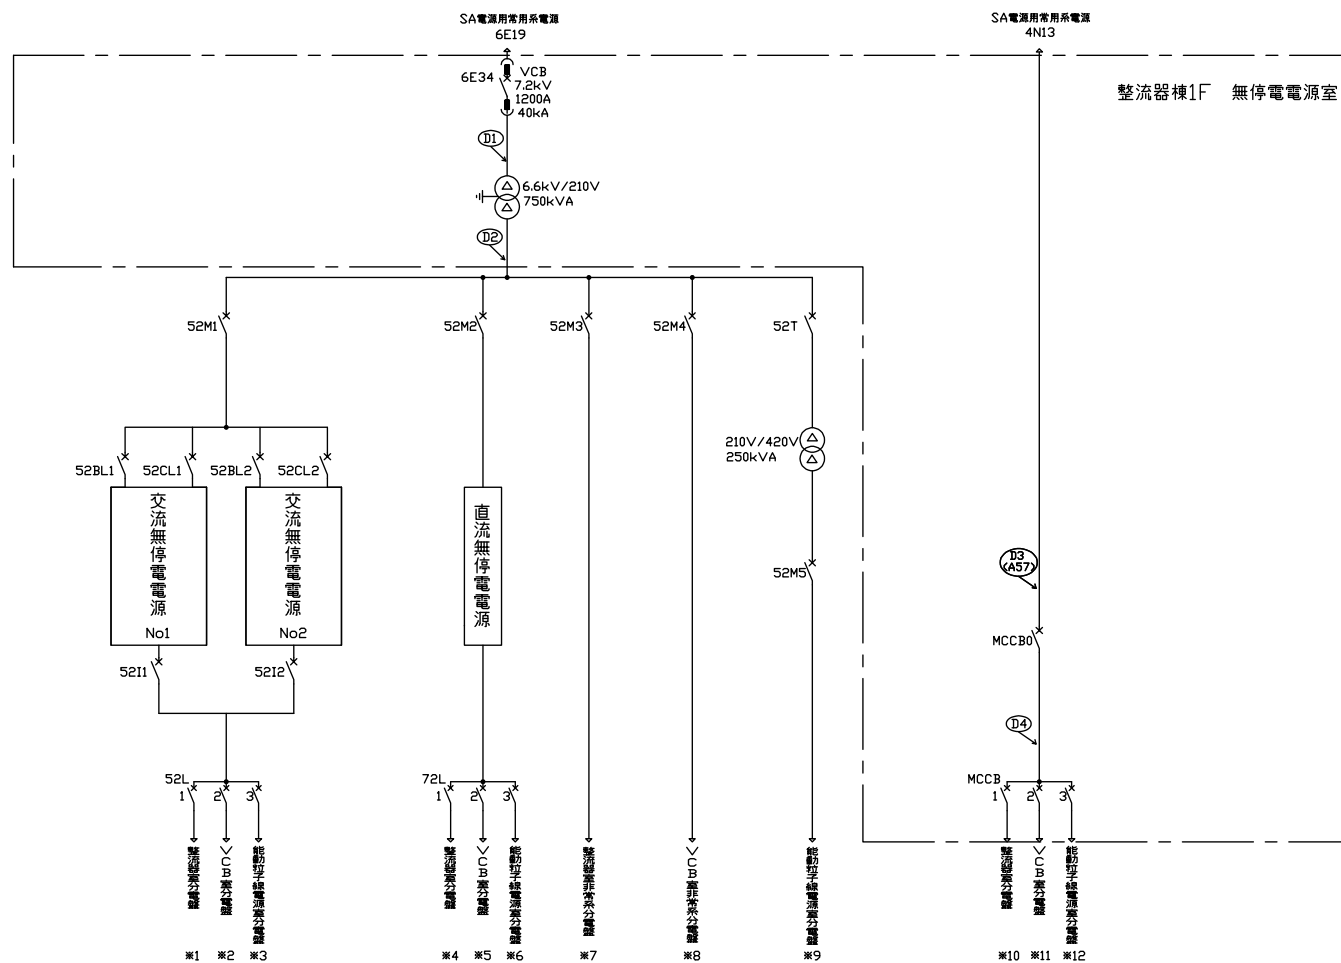 SA電源用常用系電源
6E19
SA電源用常用系電源
4N13
整流器棟1F 無停電電源室
6E34
VCB
7.2kV
1200A
40kA
D1
6.6kV/210V
750kVA
D2
52M1
52M2
52M3
52M4
52T
52BL1
52CL1
52BL2
52CL2
210V/420V
250kVA
交流無停電電源
No1
交流無停電電源
No2
直流無停電電源
D3
(A57)
52M5
MCCB0
52I1
52I2
D4
52L
1
2
3
72L
1
2
3
MCCB
1
2
3
整流器室分電盤
VCB室分電盤
能動粒子線電源室分電盤
整流器室分電盤
VCB室分電盤
能動粒子線電源室分電盤
整流器室非常系分電盤
VCB室非常系分電盤
能動粒子線電源室分電盤
整流器室分電盤
VCB室分電盤
能動粒子線電源室分電盤
※1
※2
※3
※4
※5
※6
※7
※8
※9
※10
※11
※12